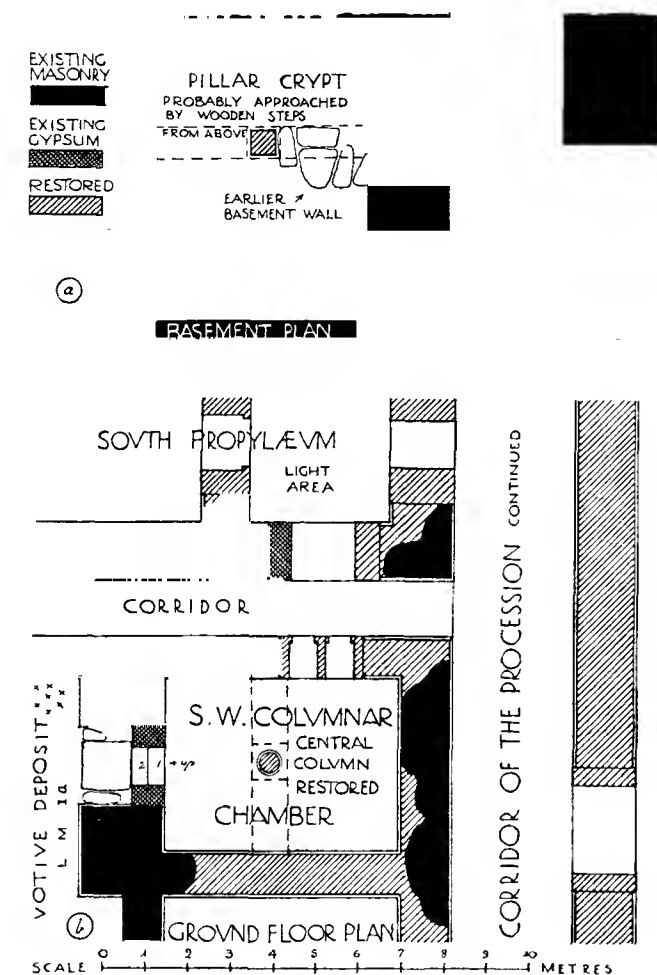 EXISTING
MASONRY
EXISTING
GYPSUM
RESTORED
PILLAR CRYPT
PROBABLY APPROACHED
BY WOODEN STEPS
FROM ABOVE
EARLIER
BASEMENT WALL
a
BASEMENT PLAN
SOVTH PROPYLÆVM
LIGHT
AREA
CORRIDOR
CORRIDOR OF THE PROCESSION CONTINUED
VOTIVE DEPOSIT
L M 1a
2 1 up
S.W. COLVMNAR
CHAMBER
CENTRAL
COLVMN
RESTORED
b
GROVND FLOOR PLAN
SCALE 0 1 2 3 4 5 6 7 8 9 10 METRES